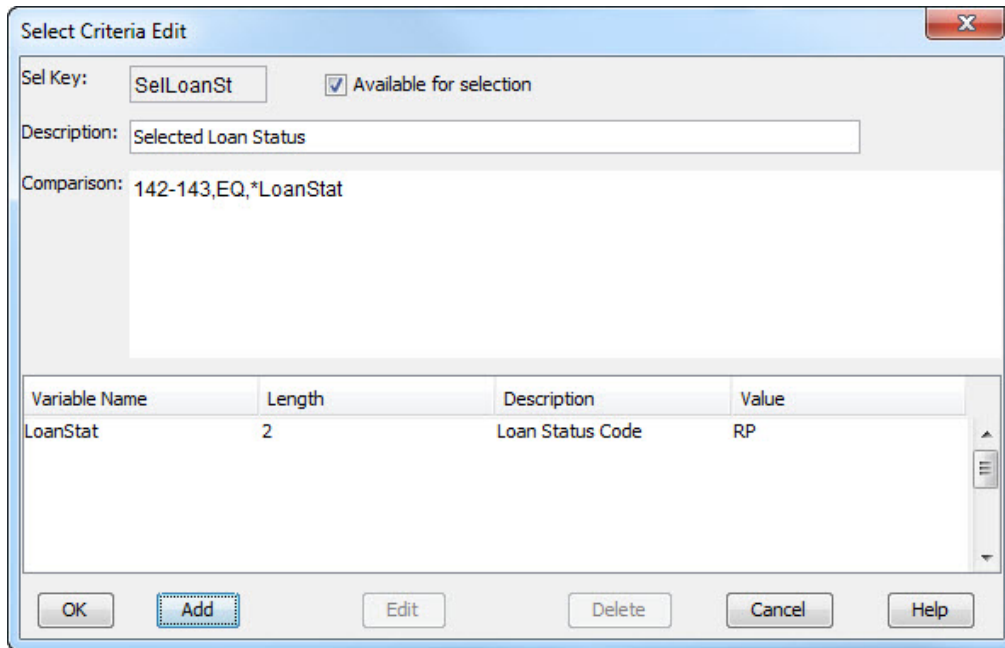 Select Criteria Edit
Sel Key: SelLoanSt Available for selection
Description: Selected Loan Status
Comparison: 142-143,EQ,*LoanStat
Variable Name Length Description Value
LoanStat 2 Loan Status Code RP
OK Add Edit Delete Cancel Help